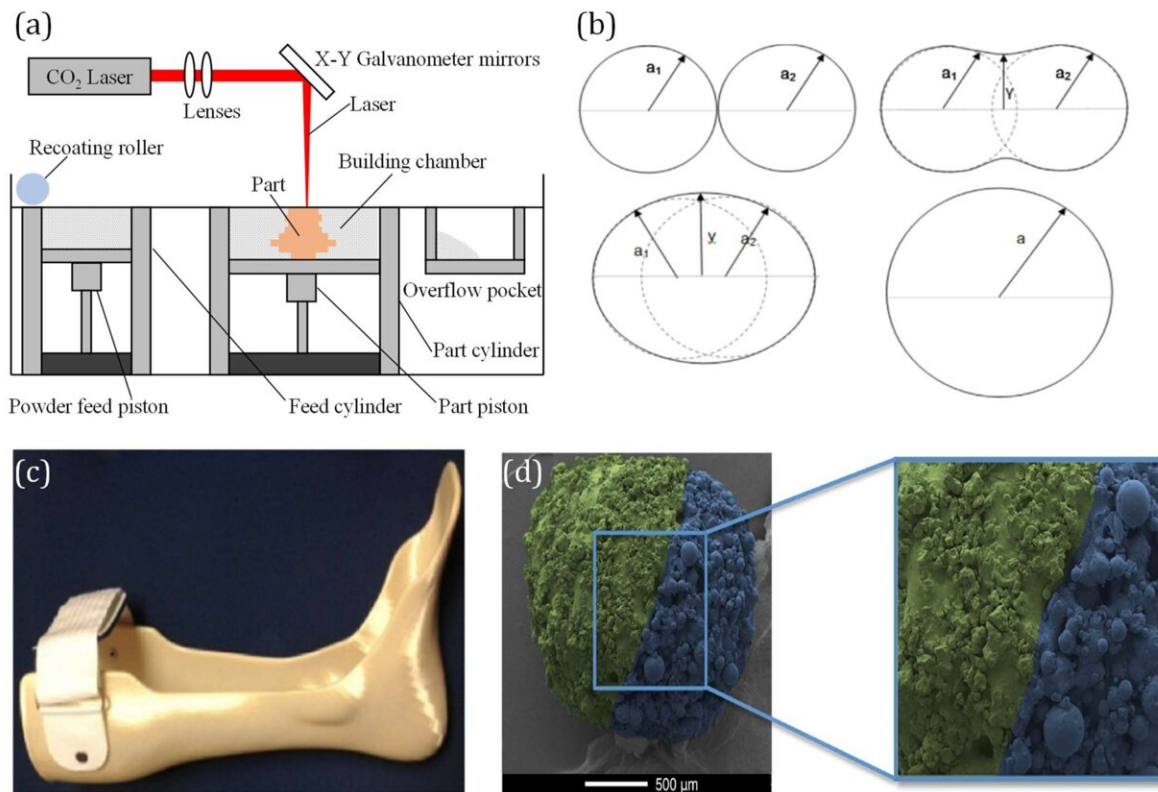 (a)
CO2 Laser
Lenses
X-Y Galvanometer mirrors
Laser
Recoating roller
Part
Building chamber
Overflow pocket
Part cylinder
Powder feed piston
Feed cylinder
Part piston
(b)
a1
a2
a1
Y
a2
a1
y
a2
a
(c)
(d)
500 µm